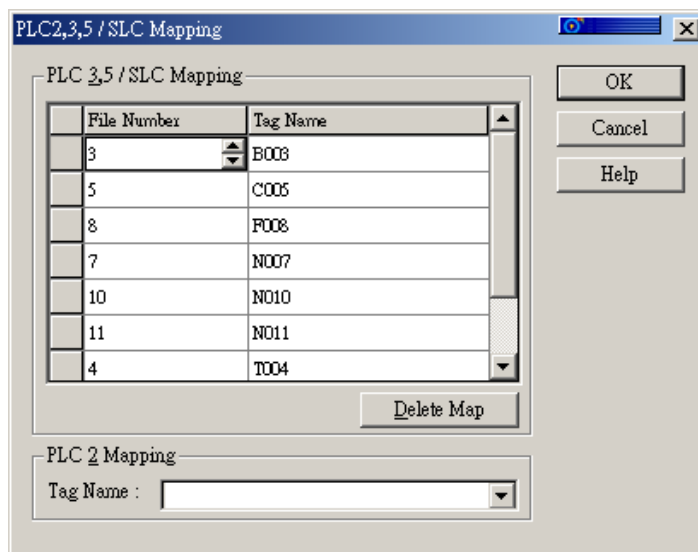 PLC2,3,5 / SLC Mapping
PLC 3,5 / SLC Mapping
File Number Tag Name
3 B003
5 C005
8 F008
7 N007
10 N010
11 N011
4 T004
Delete Map
OK
Cancel
Help
PLC 2 Mapping
Tag Name :